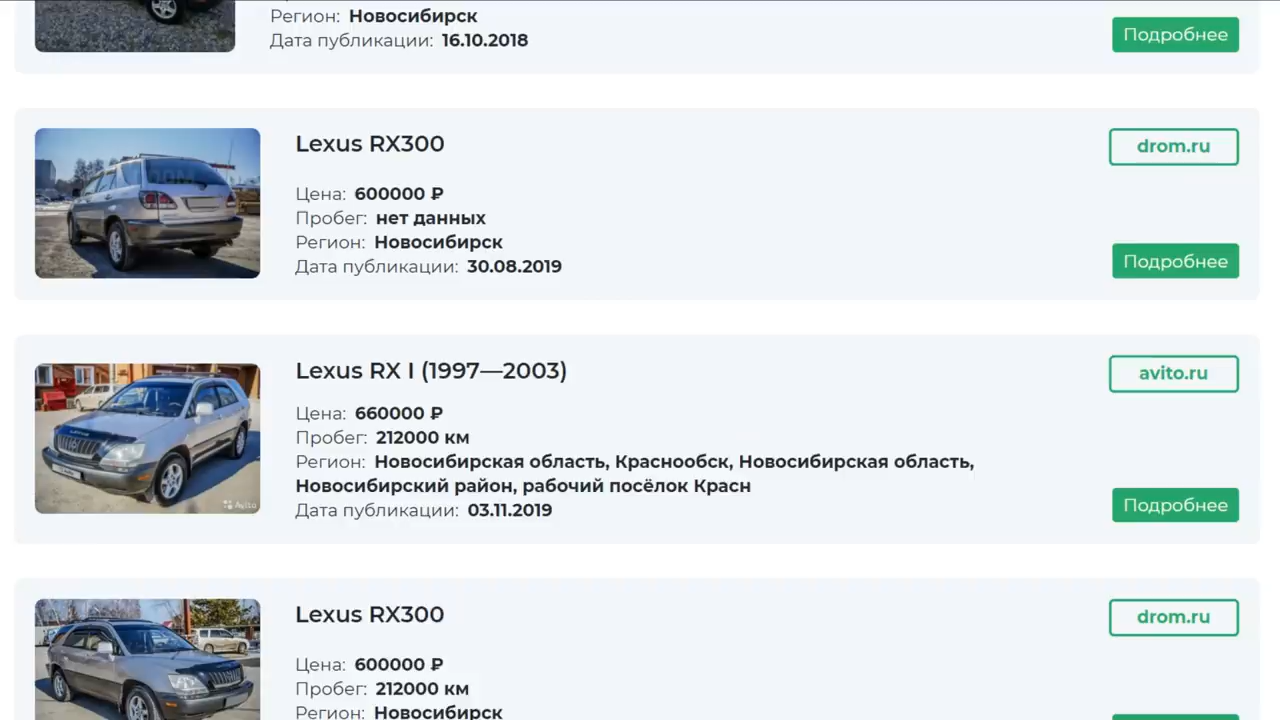 Регион: Новосибирск
Дата публикации: 16.10.2018
Подробнее
Lexus RX300
drom.ru
Цена: 600000 ₽
Пробег: нет данных
Регион: Новосибирск
Дата публикации: 30.08.2019
Подробнее
Lexus RX I (1997—2003)
avito.ru
Цена: 660000 ₽
Пробег: 212000 км
Регион: Новосибирская область, Краснообск, Новосибирская область,
Новосибирский район, рабочий посёлок Красн
Дата публикации: 03.11.2019
Подробнее
Avito
Lexus RX300
drom.ru
Цена: 600000 ₽
Пробег: 212000 км
Регион: Новосибирск